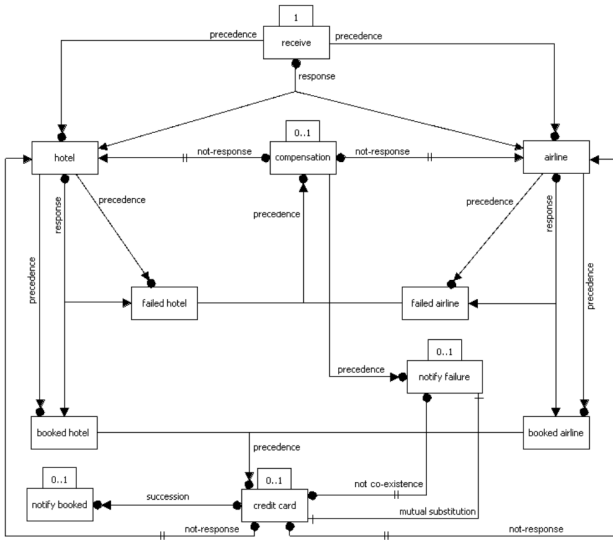 1
precedence
precedence
receive
response
0..1
hotel
not-response
compensation
not-response
airline
precedence
response
precedence
precedence
response
precedence
precedence
failed hotel
failed airline
0..1
precedence
notify failure
booked hotel
booked airline
precedence
0..1
0..1
not co-existence
notify booked
succession
credit card
mutual substitution
not-response
not-response